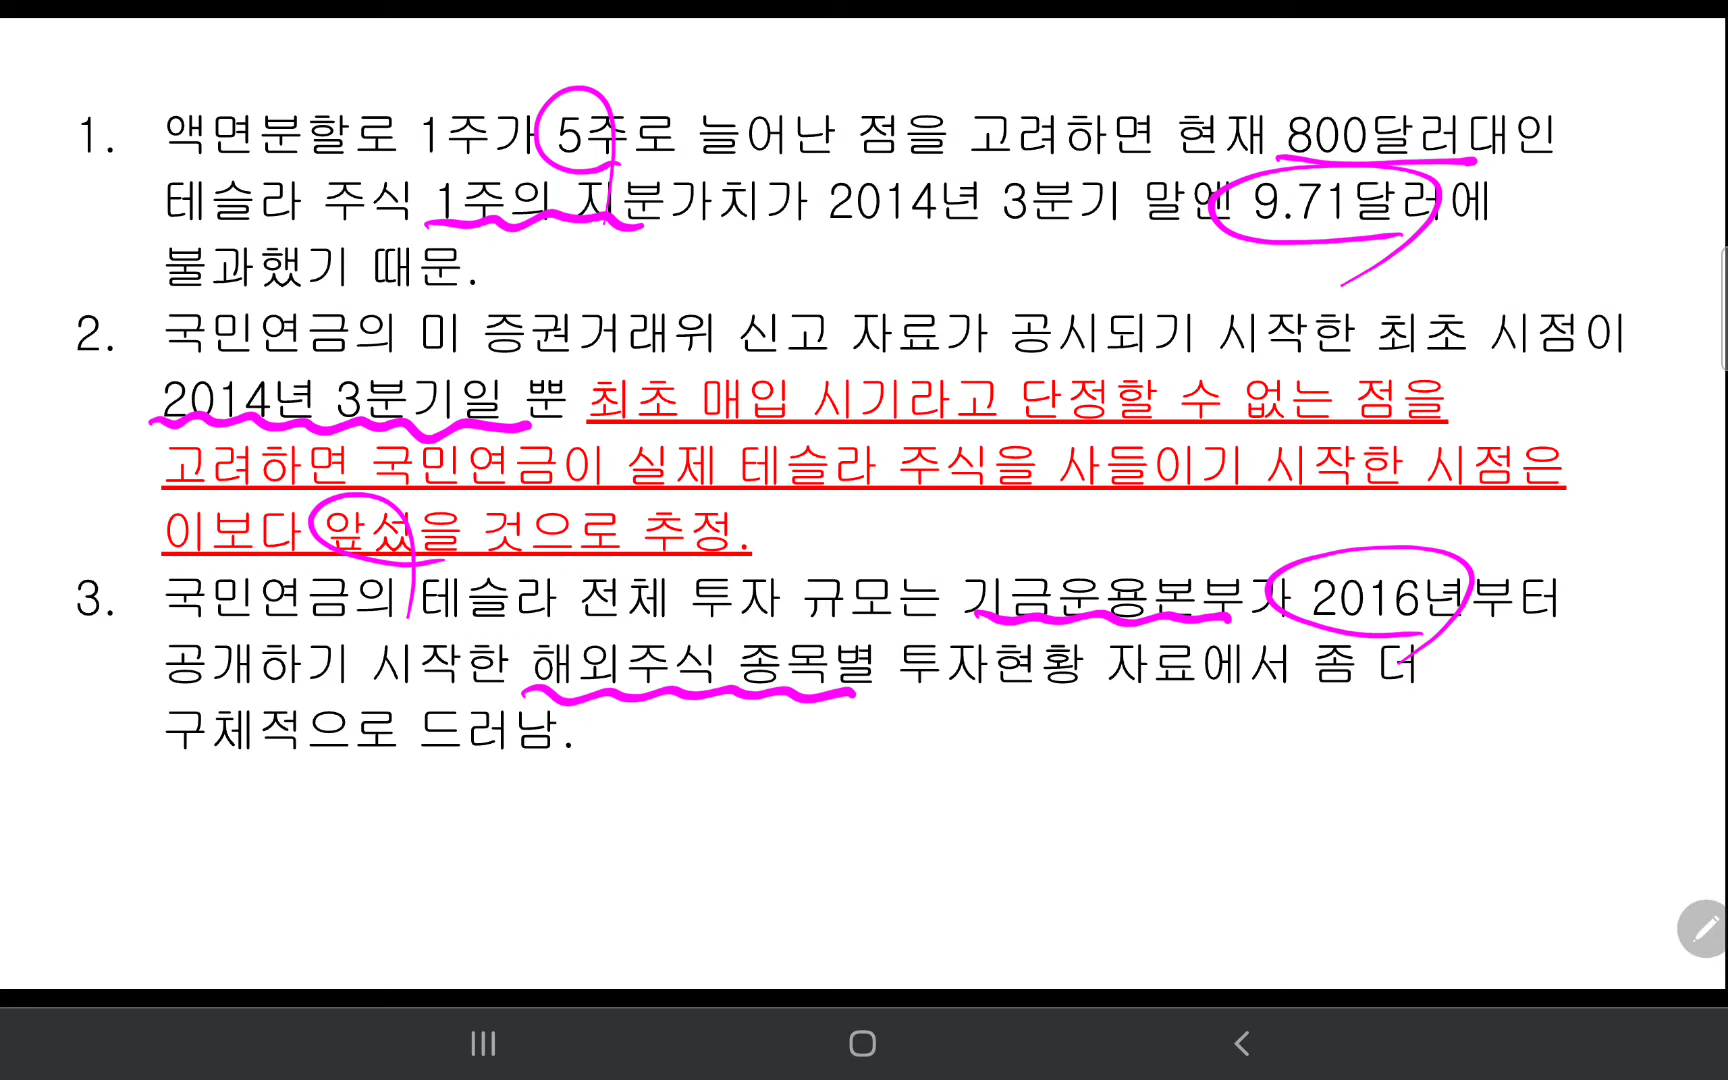 1. 액면분할로 1주가 5주로 늘어난 점을 고려하면 현재 800달러대인
테슬라 주식 1주의 지분가치가 2014년 3분기 말엔 9.71달러에
불과했기 때문.
2. 국민연금의 미 증권거래위 신고 자료가 공시되기 시작한 최초 시점이
2014년 3분기일 뿐 최초 매입 시기라고 단정할 수 없는 점을
고려하면 국민연금이 실제 테슬라 주식을 사들이기 시작한 시점은
이보다 앞섰을 것으로 추정.
3. 국민연금의 테슬라 전체 투자 규모는 기금운용본부가 2016년부터
공개하기 시작한 해외주식 종목별 투자현황 자료에서 좀 더
구체적으로 드러남.